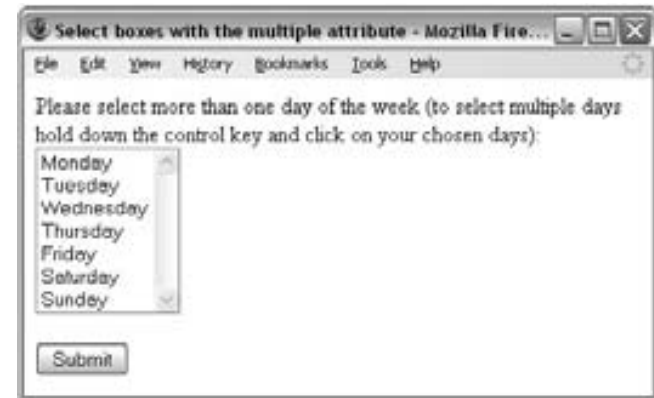 Select boxes with the multiple attribute - Mozilla Fire...
File Edit View History Bookmarks Tools Help
Please select more than one day of the week (to select multiple days
hold down the control key and click on your chosen days):
Monday
Tuesday
Wednesday
Thursday
Friday
Saturday
Sunday
Submit